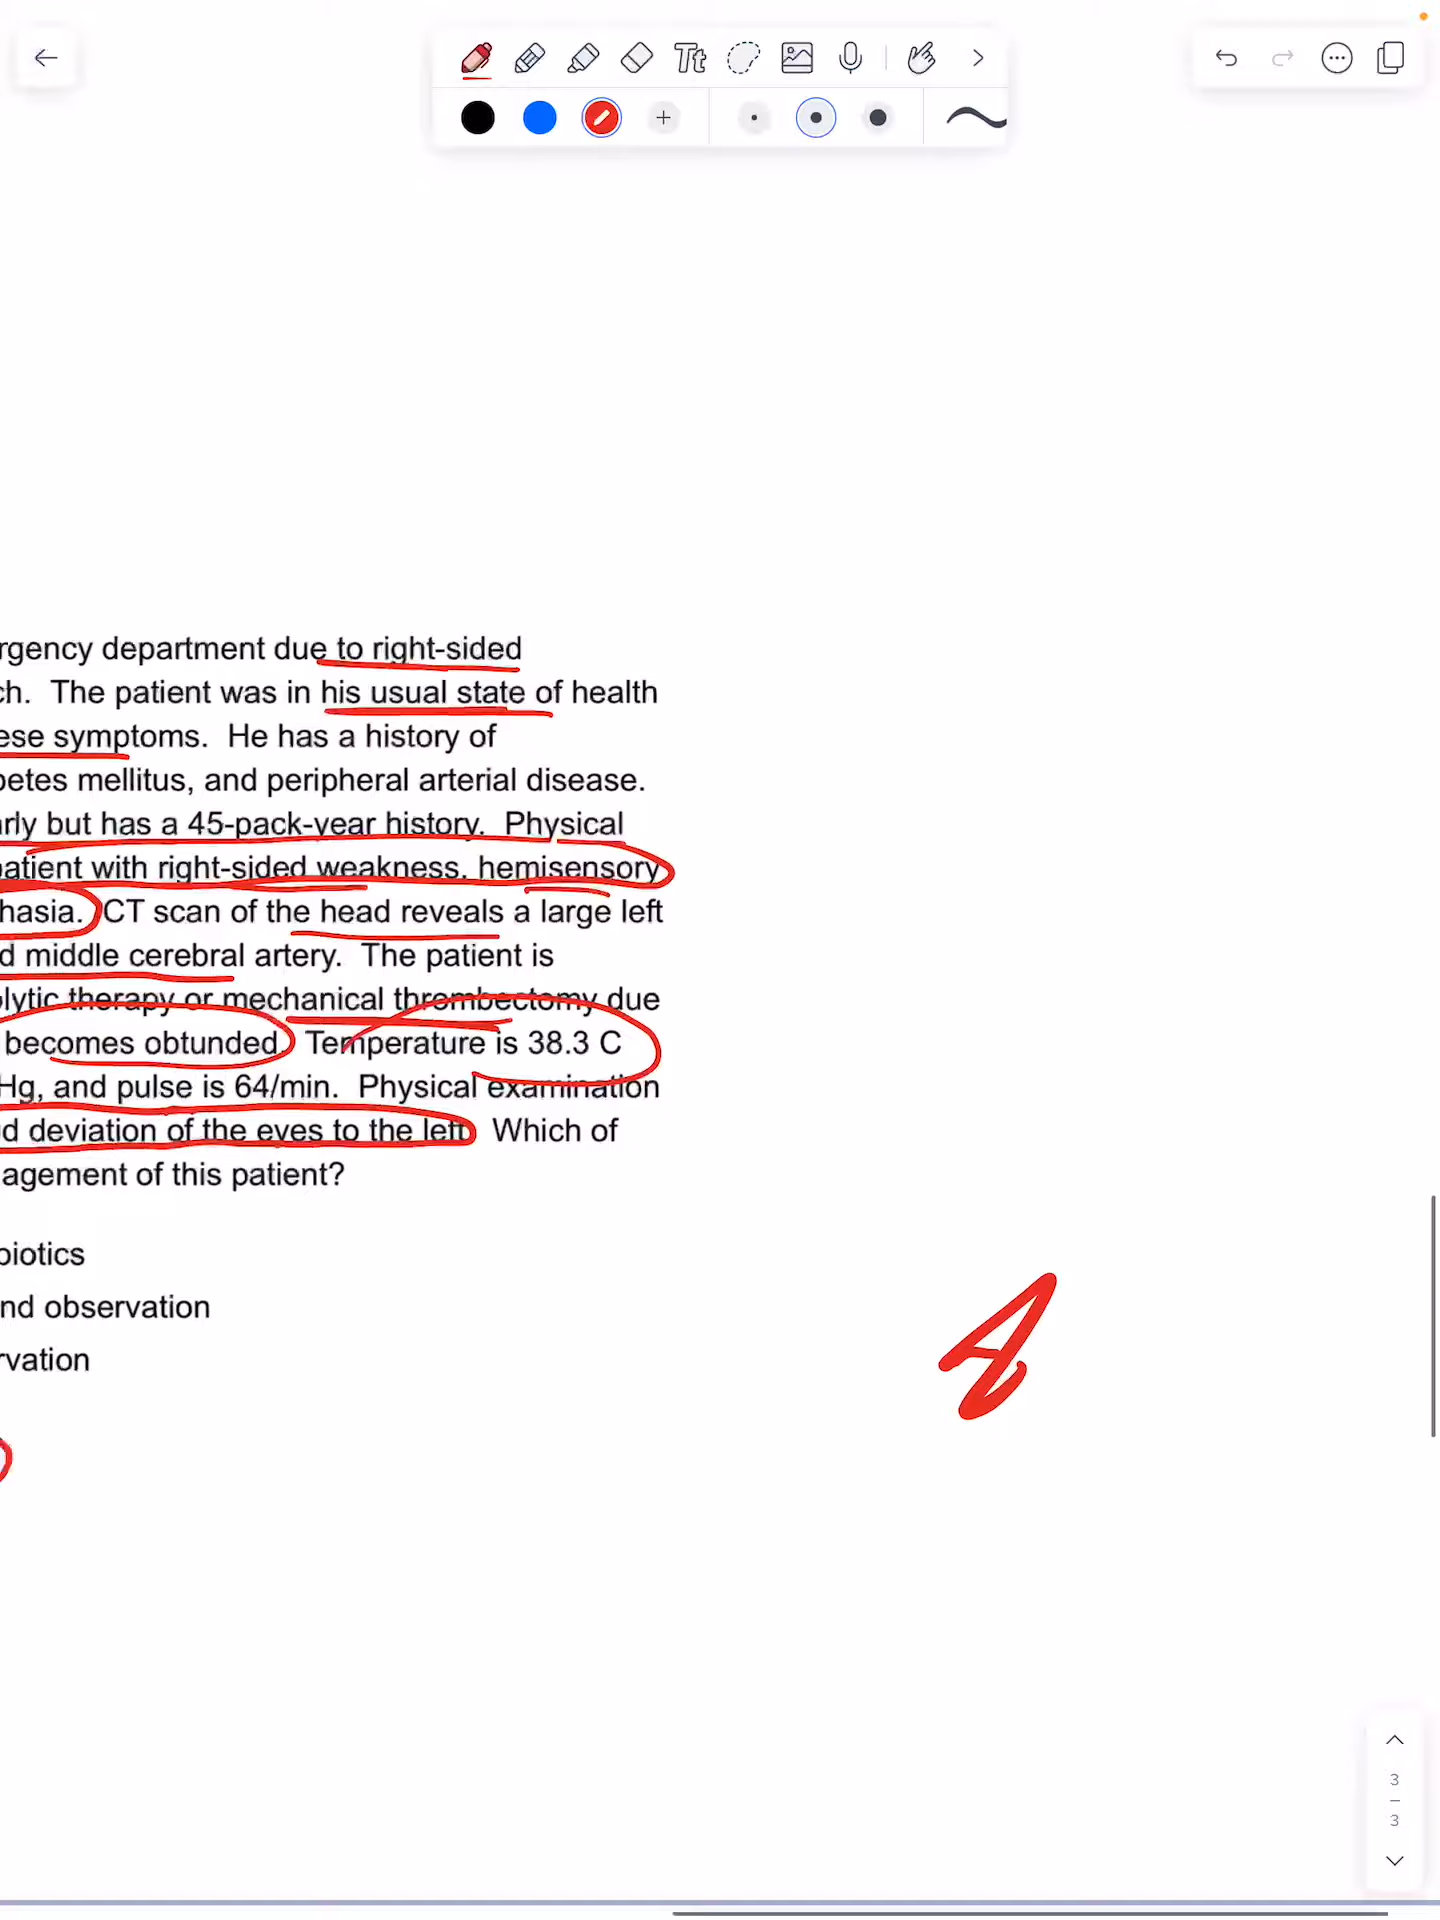 Tt
rgency department due to right-sided
ch. The patient was in his usual state of health
ese symptoms. He has a history of
betes mellitus, and peripheral arterial disease.
arly but has a 45-pack-year history. Physical
patient with right-sided weakness, hemisensory
hasia. CT scan of the head reveals a large left
d middle cerebral artery. The patient is
lytic therapy or mechanical thrombectomy due
becomes obtunded. Temperature is 38.3 C
Hg, and pulse is 64/min. Physical examination
d deviation of the eyes to the left. Which of
agement of this patient?
biotics
nd observation
rvation
3
3